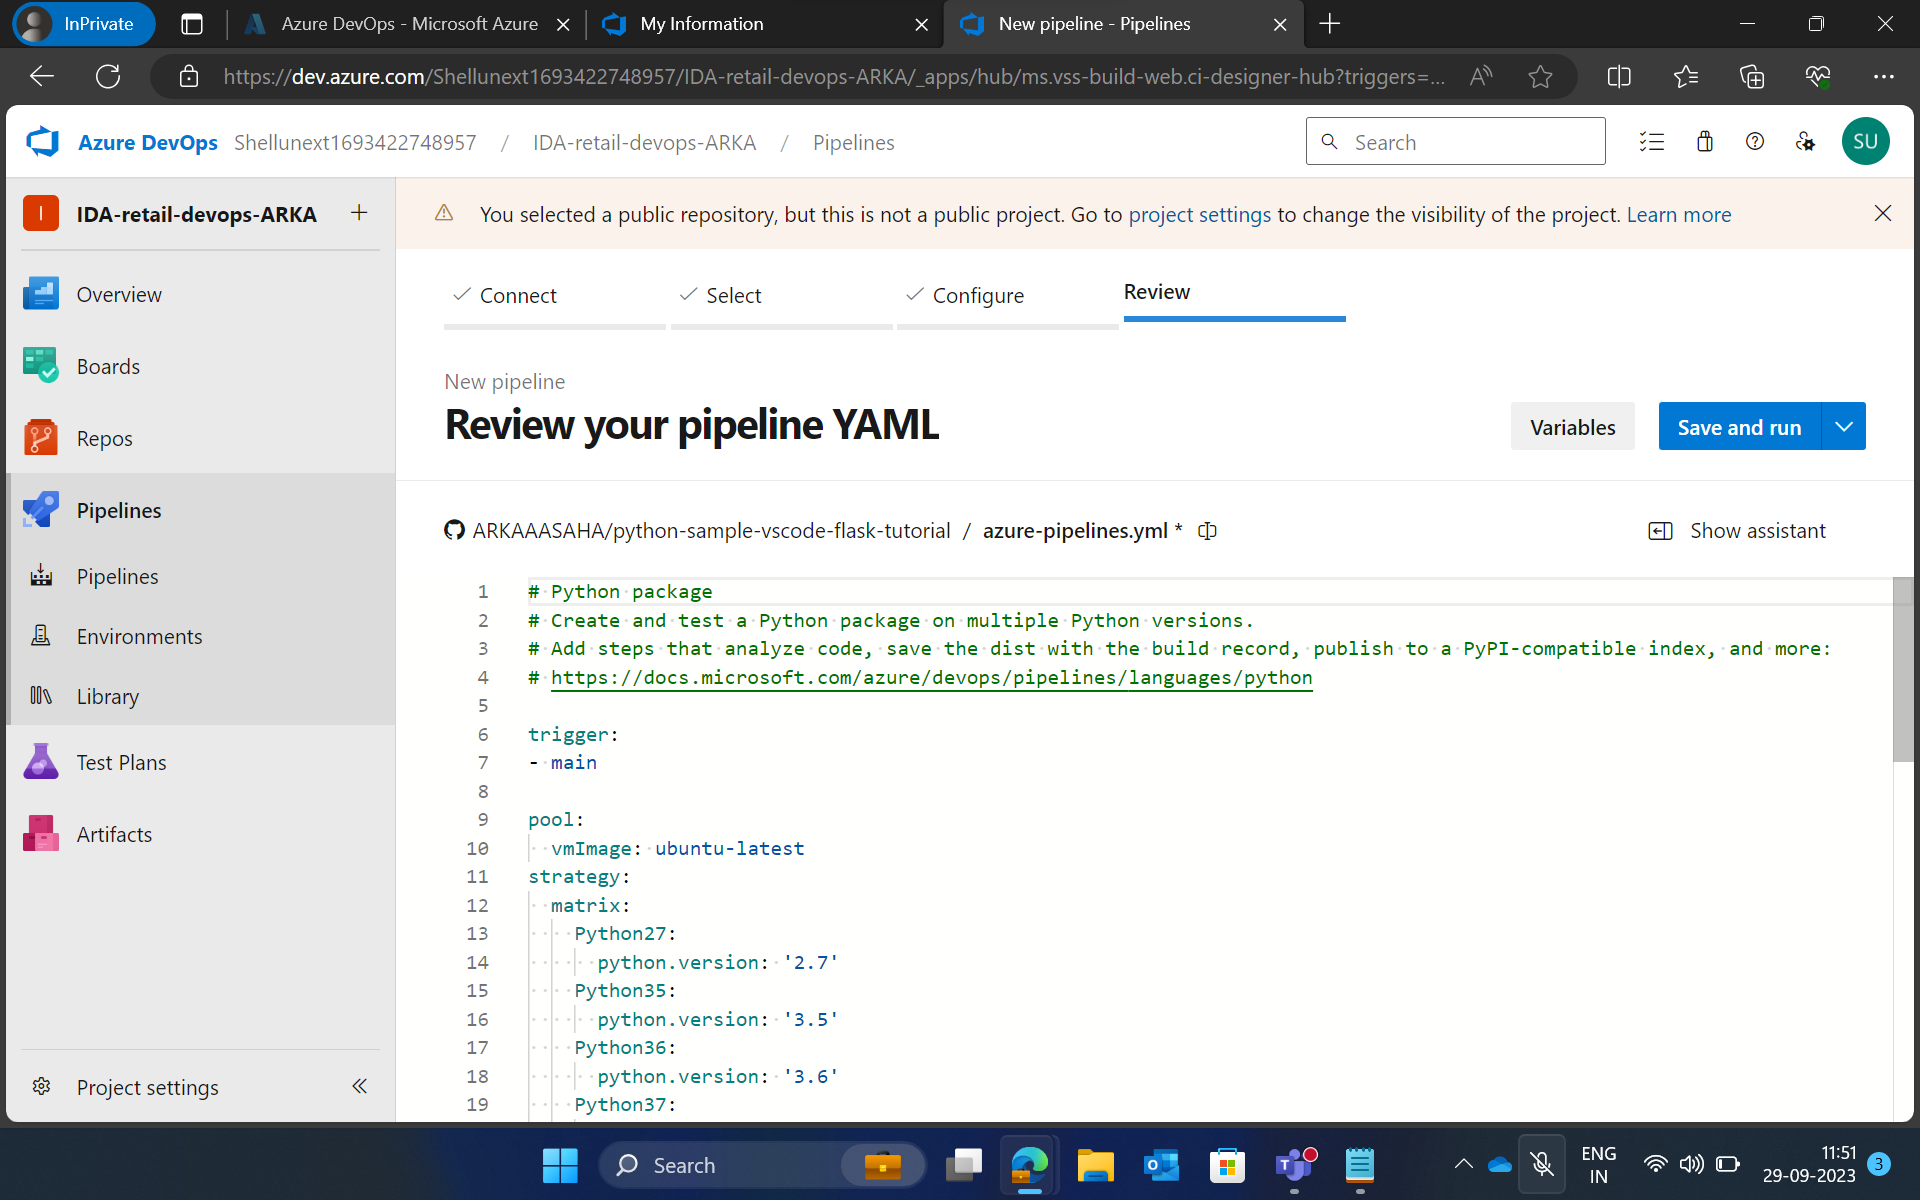 InPrivate
Azure DevOps - Microsoft Azure
My Information
New pipeline - Pipelines
https://dev.azure.com/Shellunext1693422748957/IDA-retail-devops-ARKA/_apps/hub/ms.vss-build-web.ci-designer-hub?triggers=...
Azure DevOps Shellunext1693422748957 / IDA-retail-devops-ARKA / Pipelines
Search
SU
I IDA-retail-devops-ARKA +
Overview
Boards
Repos
Pipelines
Pipelines
Environments
Library
Test Plans
Artifacts
Project settings
You selected a public repository, but this is not a public project. Go to project settings to change the visibility of the project. Learn more
Connect
Select
Configure
Review
New pipeline
Review your pipeline YAML
Variables
Save and run
ARKAAASAHA/python-sample-vscode-flask-tutorial / azure-pipelines.yml *
Show assistant
1 # Python package
2 # Create and test a Python package on multiple Python versions.
3 # Add steps that analyze code, save the dist with the build record, publish to a PyPI-compatible index, and more:
4 # https://docs.microsoft.com/azure/devops/pipelines/languages/python
5
6 trigger:
7 - main
8
9 pool:
10 vmImage: ubuntu-latest
11 strategy:
12 matrix:
13 Python27:
14 python.version: '2.7'
15 Python35:
16 python.version: '3.5'
17 Python36:
18 python.version: '3.6'
19 Python37:
Search
ENG
IN
11:51
29-09-2023
3